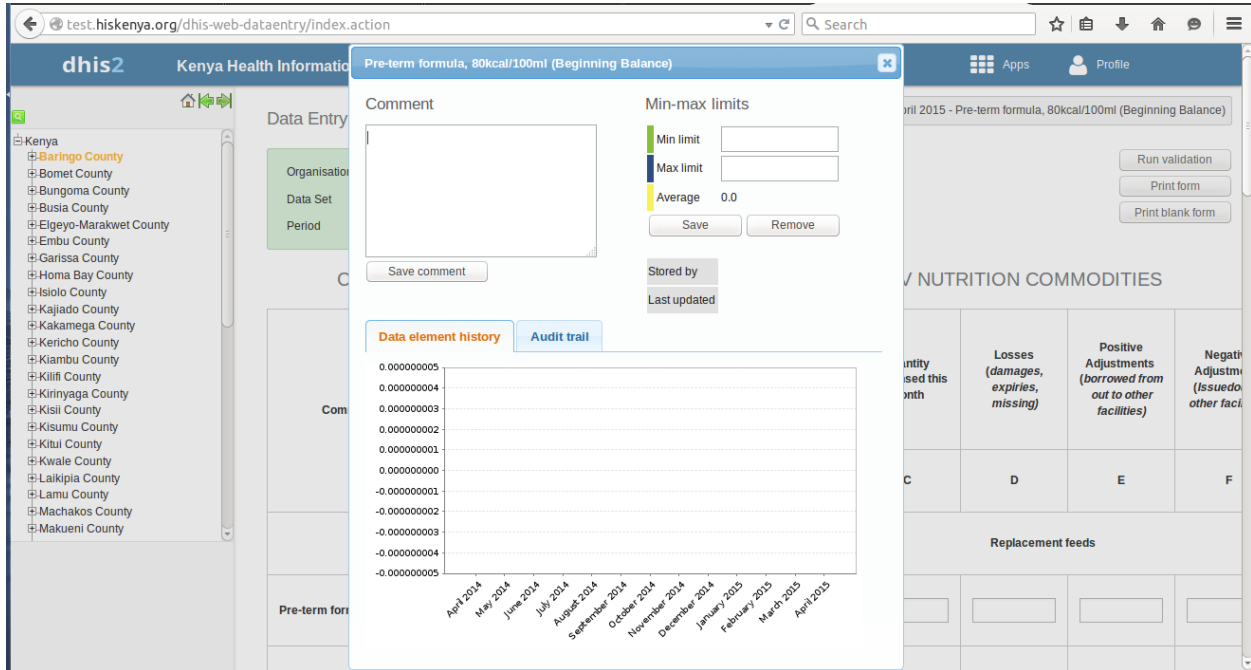 test.hiskenya.org/dhis-web-dataentry/index.action
Search
dhis2
Kenya Health Informatio
Apps
Profile
Kenya
Baringo County
Bomet County
Bungoma County
Busia County
Elgeyo-Marakwet County
Embu County
Garissa County
Homa Bay County
Isiolo County
Kajiado County
Kakamega County
Kericho County
Kiambu County
Kilifi County
Kirinyaga County
Kisii County
Kisumu County
Kitui County
Kwale County
Laikipia County
Lamu County
Machakos County
Makueni County
Data Entry
Organisation
Data Set
Period
Pre-term formula, 80kcal/100ml (Beginning Balance)
Comment
Save comment
Min-max limits
Min limit
Max limit
Average 0.0
Save Remove
Stored by
Last updated
Data element history Audit trail
0.000000005
0.000000004
0.000000003
0.000000002
0.000000001
0.000000000
-0.000000001
-0.000000002
-0.000000003
-0.000000004
-0.000000005
April 2014 May 2014 June 2014 July 2014 August 2014 September 2014 October 2014 November 2014 December 2014 January 2015 February 2015 March 2015 April 2015
pril 2015 - Pre-term formula, 80kcal/100ml (Beginning Balance)
Run validation
Print form
Print blank form
V NUTRITION COMMODITIES
Com
antity
sed this
onth
Losses
(damages,
expiries,
missing)
Positive
Adjustments
(borrowed from
out to other
facilities)
Negativ
Adjustme
(Issuedo
other facil
C D E F
Replacement feeds
Pre-term form